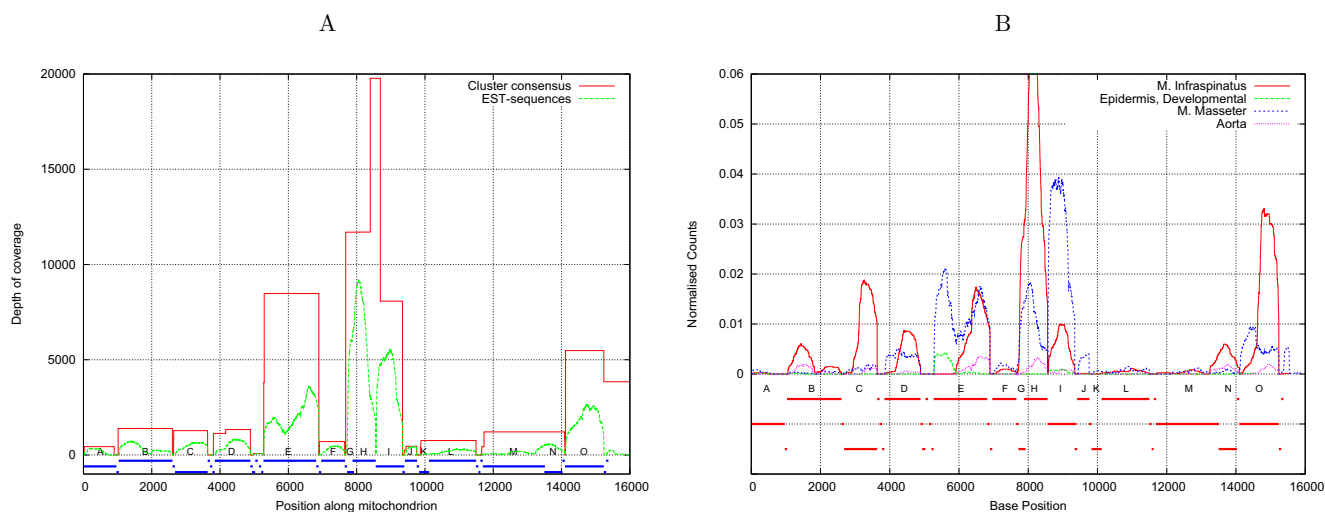 A
20000
15000
10000
5000
0
Depth of coverage
Cluster consensus
EST-sequences
A B C D E F G H I J K L M N O
0 2000 4000 6000 8000 10000 12000 14000 16000
Position along mitochondrion
B
0.06
0.05
0.04
0.03
0.02
0.01
0
Normalised Counts
M. Infraspinatus
Epidermis, Developmental
M. Masseter
Aorta
A B C D E F G H I J K L M N O
0 2000 4000 6000 8000 10000 12000 14000 16000
Base Position